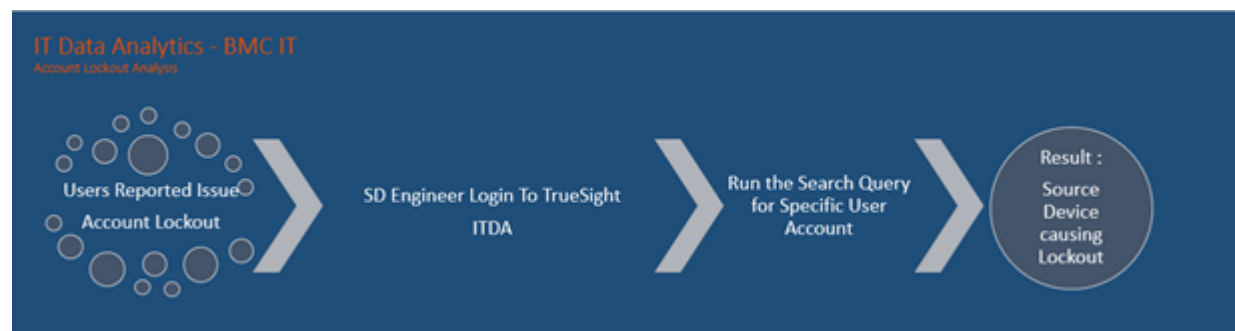 IT Data Analytics - BMC IT
Account Lockout Analysis
Users Reported Issue
Account Lockout
SD Engineer Login To TrueSight
ITDA
Run the Search Query
for Specific User
Account
Result :
Source
Device
causing
Lockout